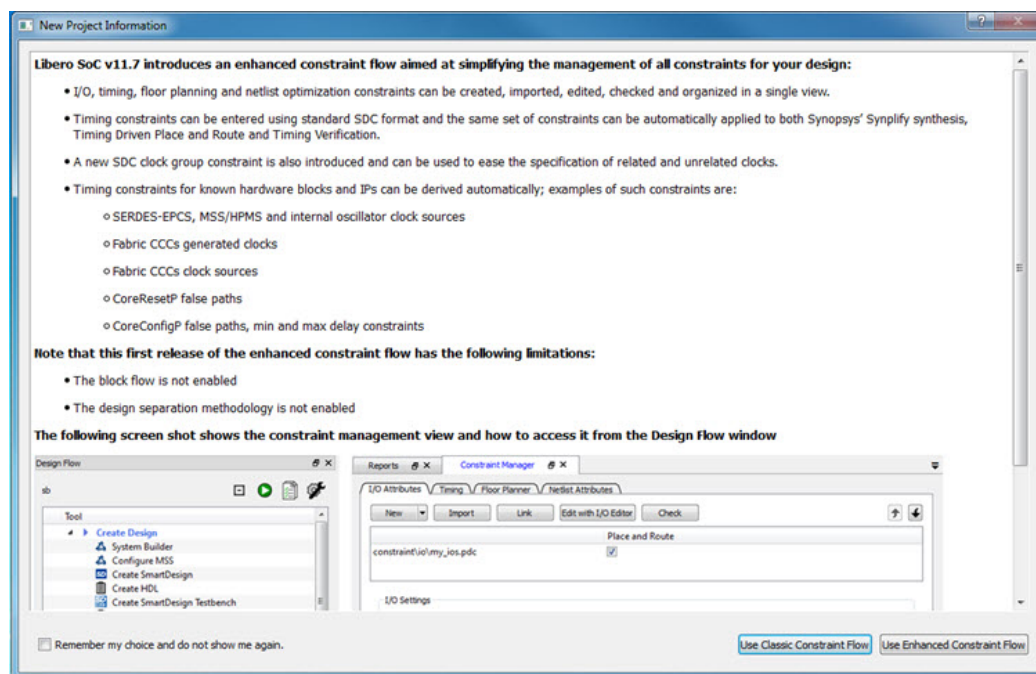 New Project Information
Libero SoC v11.7 introduces an enhanced constraint flow aimed at simplifying the management of all constraints for your design:
• I/O, timing, floor planning and netlist optimization constraints can be created, imported, edited, checked and organized in a single view.
• Timing constraints can be entered using standard SDC format and the same set of constraints can be automatically applied to both Synopsys' Synplify synthesis,
Timing Driven Place and Route and Timing Verification.
• A new SDC clock group constraint is also introduced and can be used to ease the specification of related and unrelated clocks.
• Timing constraints for known hardware blocks and IPs can be derived automatically; examples of such constraints are:
o SERDES-EPCS, MSS/HPMS and internal oscillator clock sources
o Fabric CCCs generated clocks
o Fabric CCCs clock sources
o CoreResetP false paths
o CoreConfigP false paths, min and max delay constraints
Note that this first release of the enhanced constraint flow has the following limitations:
• The block flow is not enabled
• The design separation methodology is not enabled
The following screen shot shows the constraint management view and how to access it from the Design Flow window
Design Flow
sb
Tool
Create Design
System Builder
Configure MSS
Create SmartDesign
Create HDL
Create SmartDesign Testbench
Reports Constraint Manager
I/O Attributes Timing Floor Planner Netlist Attributes
New Import Link Edit with I/O Editor Check
Place and Route
constraint\io\my_ios.pdc
I/O Settings
Remember my choice and do not show me again.
Use Classic Constraint Flow Use Enhanced Constraint Flow